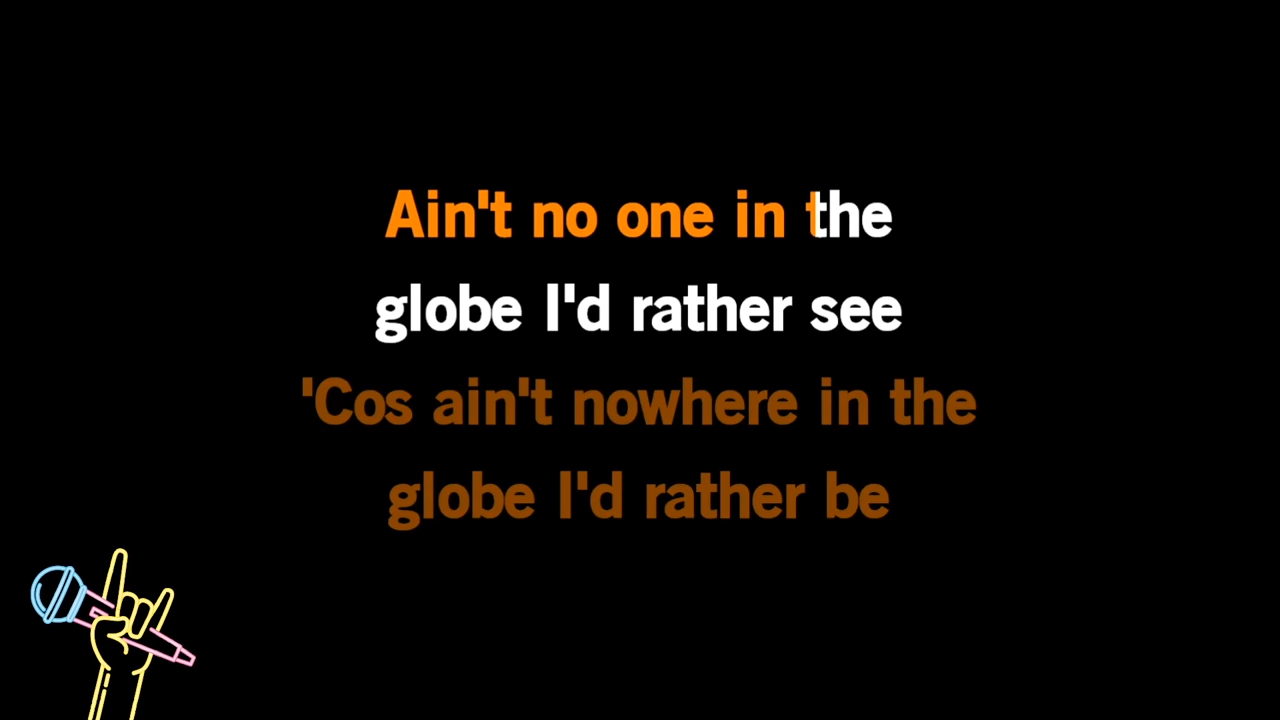 Ain't no one in the
globe I'd rather see
'Cos ain't nowhere in the
globe I'd rather be